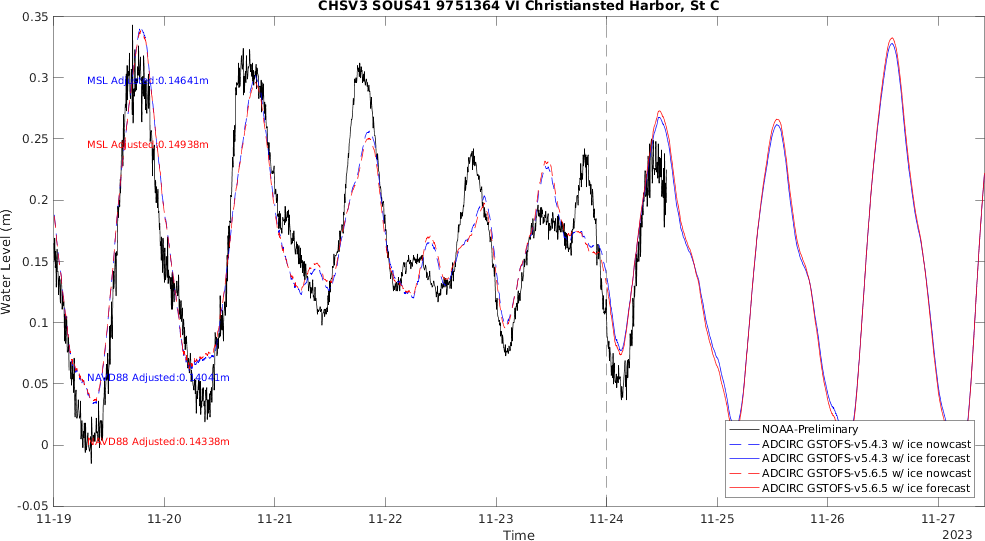 CHSV3 SOUS41 9751364 VI Christiansted Harbor, St C
0.35
0.3
0.25
0.2
0.15
0.1
0.05
0
-0.05
Water Level (m)
MSL Adjusted:0.14641m
MSL Adjusted:0.14938m
NAVD88 Adjusted:0.14041m
NAVD88 Adjusted:0.14338m
NOAA-Preliminary
ADCIRC GSTOFS-v5.4.3 w/ ice nowcast
ADCIRC GSTOFS-v5.4.3 w/ ice forecast
ADCIRC GSTOFS-v5.6.5 w/ ice nowcast
ADCIRC GSTOFS-v5.6.5 w/ ice forecast
11-19 11-20 11-21 11-22 11-23 11-24 11-25 11-26 11-27
Time
2023